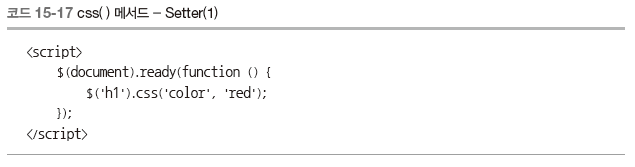 코드 15-17 css( ) 메서드 – Setter(1)
<script>
$(document).ready(function () {
$('h1').css('color', 'red');
});
</script>